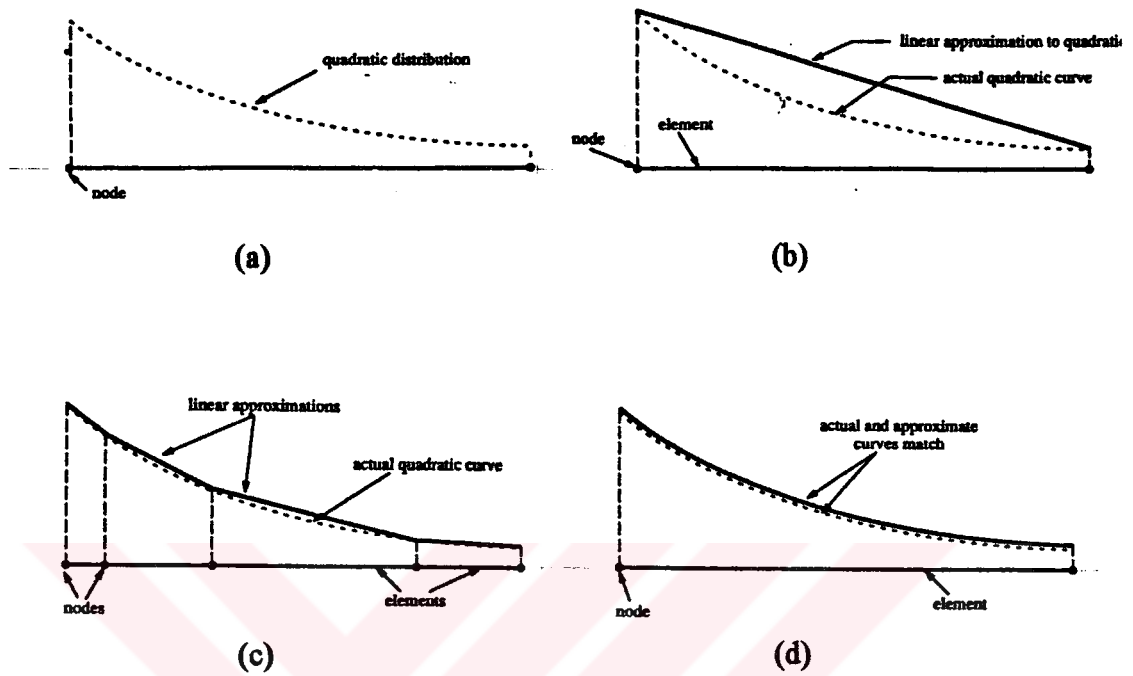 quadratic distribution
node
(a)
linear approximation to quadratic
actual quadratic curve
element
node
(b)
linear approximations
actual quadratic curve
nodes
elements
(c)
actual and approximate
curves match
node
element
(d)